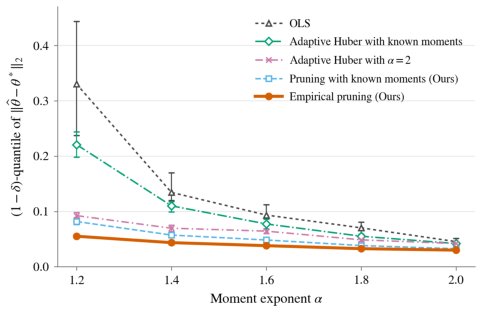 OLS
Adaptive Huber with known moments
Adaptive Huber with α = 2
Pruning with known moments (Ours)
Empirical pruning (Ours)
(1 − δ)-quantile of ‖θ̂ − θ*‖₂
0.4
0.3
0.2
0.1
0.0
1.2 1.4 1.6 1.8 2.0
Moment exponent α